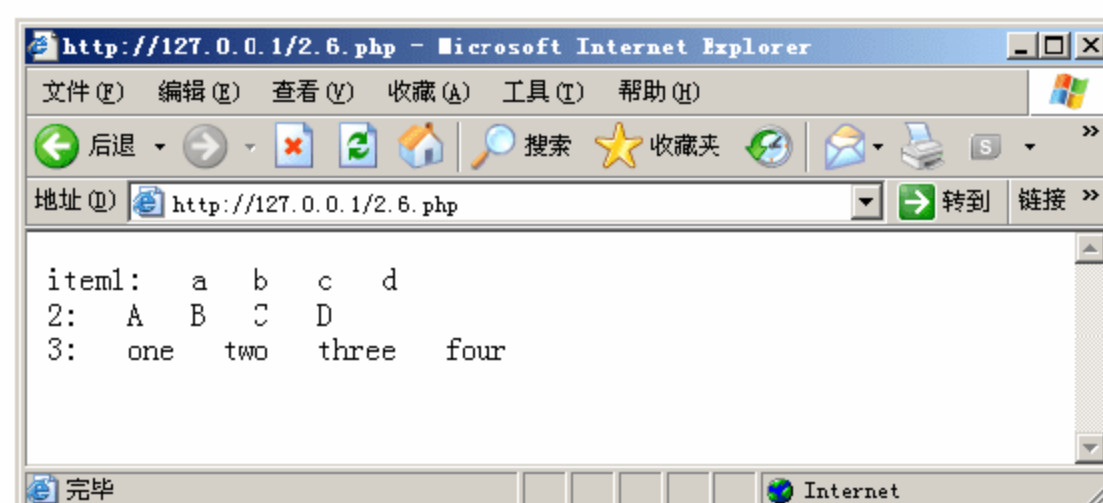 http://127.0.0.1/2.6.php - Microsoft Internet Explorer
文件(F) 编辑(E) 查看(V) 收藏(A) 工具(T) 帮助(H)
后退 搜索 收藏夹 S »
地址(D) http://127.0.0.1/2.6.php 转到 链接 »
item1: a b c d
2: A B C D
3: one two three four
完毕 Internet